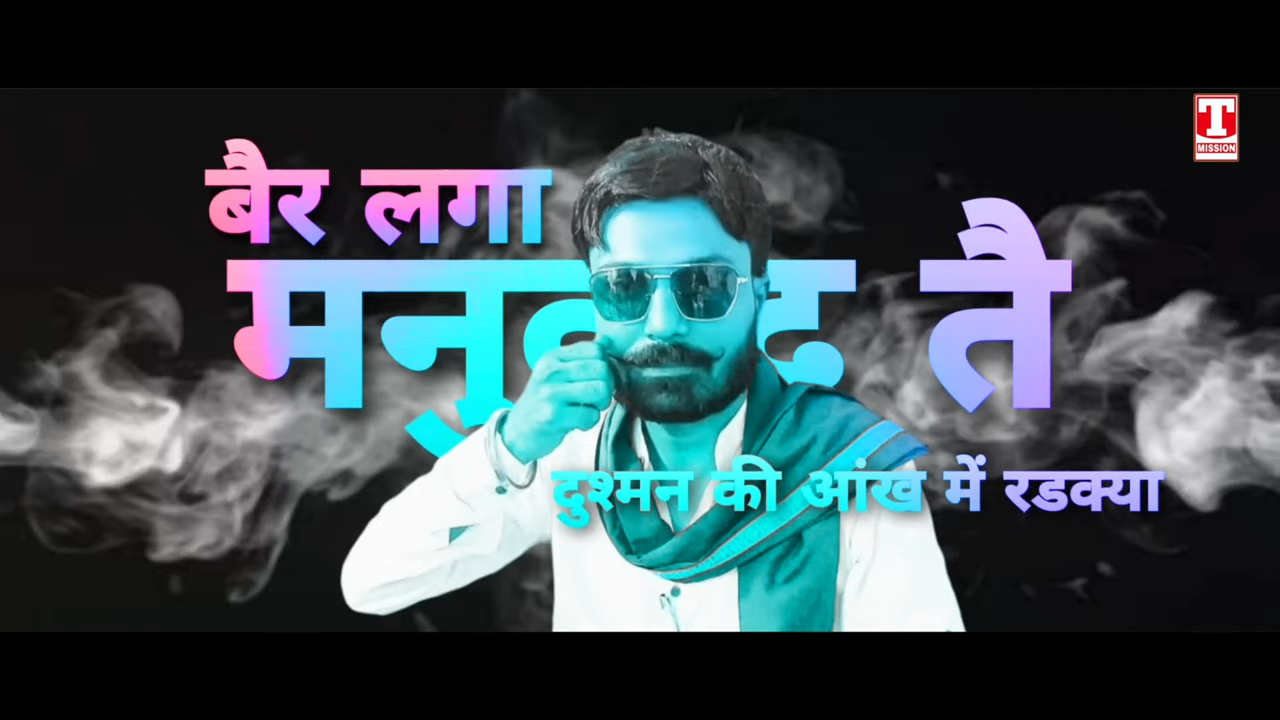 बैर लगा
तै
दुश्मन की आंख में रडक्या
T
MISSION